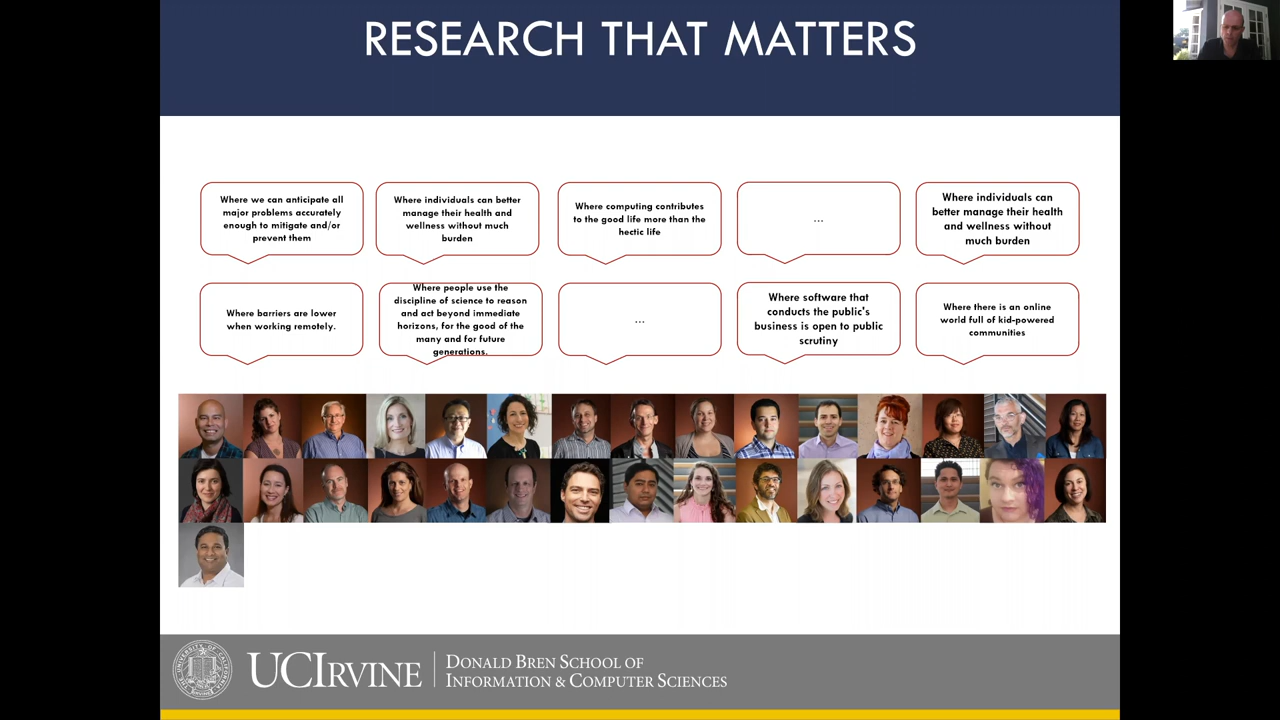 RESEARCH THAT MATTERS
Where we can anticipate all
major problems accurately
enough to mitigate and/or
prevent them
Where individuals can better
manage their health and
wellness without much
burden
Where computing contributes
to the good life more than the
hectic life
...
Where individuals can
better manage their health
and wellness without
much burden
Where barriers are lower
when working remotely.
Where people use the
discipline of science to reason
and act beyond immediate
horizons, for the good of the
many and for future
generations.
...
Where software that
conducts the public's
business is open to public
scrutiny
Where there is an online
world full of kid-powered
communities
UCIRVINE
DONALD BREN SCHOOL OF
INFORMATION & COMPUTER SCIENCES